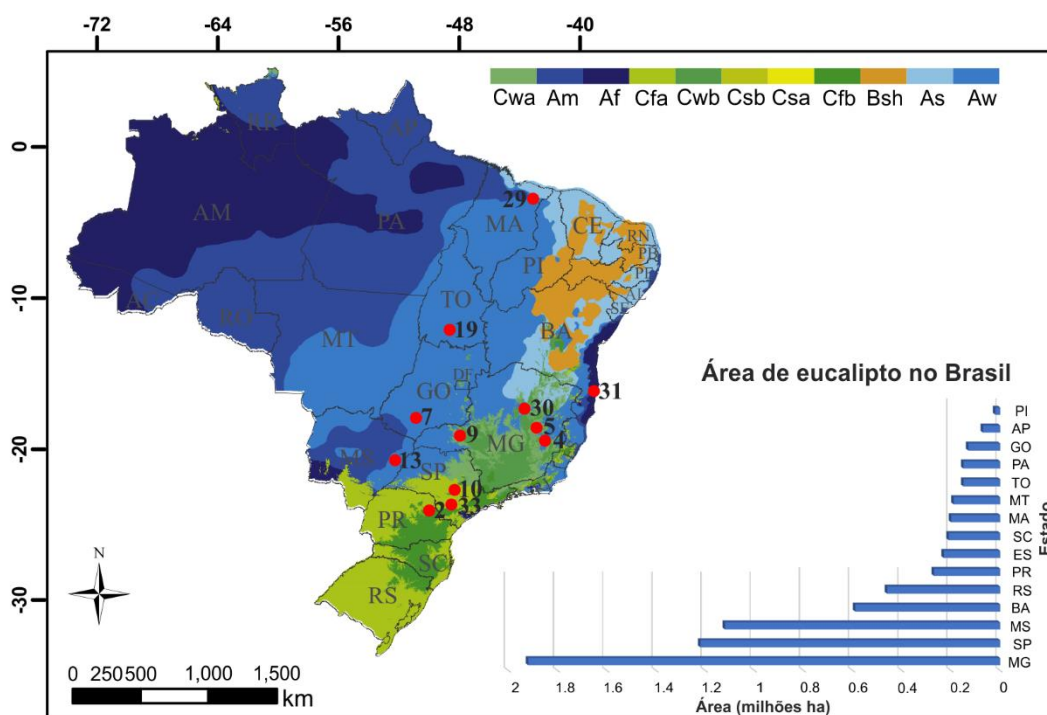 -72 -64 -56 -48 -40
Cwa Am Af Cfa Cwb Csb Csa Cfb Bsh As Aw
0
-10
-20
-30
RR AP
AM PA MA CE
RN
PB
PE
AL
SE
PI
TO
AC
RO
MT
BA
GO
DF
MG
MS
SP
PR
SC
RS
29
19
31
7
30
5
4
9
13
10
33
2
N
0 250 500 1,000 1,500
km
Área de eucalipto no Brasil
PI
AP
GO
PA
TO
MT
MA
SC
ES
PR
RS
BA
MS
SP
MG
Estado
2 1.8 1.6 1.4 1.2 1 0.8 0.6 0.4 0.2 0
Área (milhões ha)